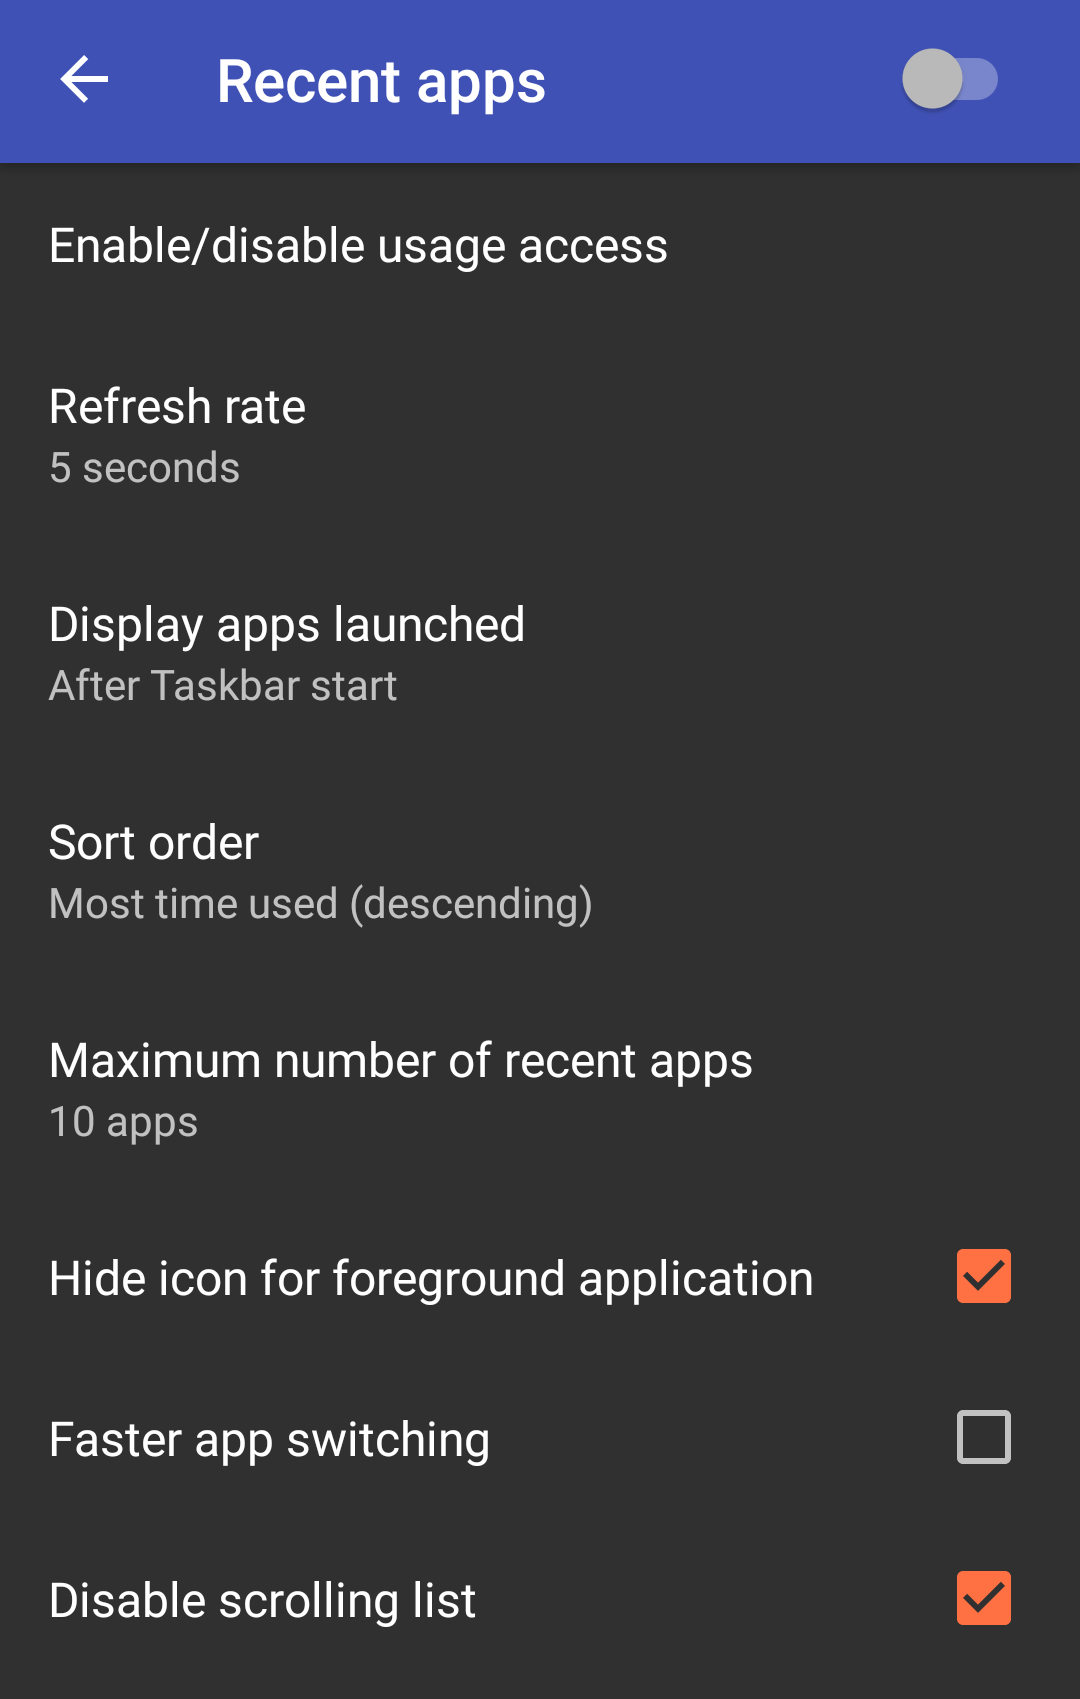 Recent apps
Enable/disable usage access
Refresh rate
5 seconds
Display apps launched
After Taskbar start
Sort order
Most time used (descending)
Maximum number of recent apps
10 apps
Hide icon for foreground application
Faster app switching
Disable scrolling list